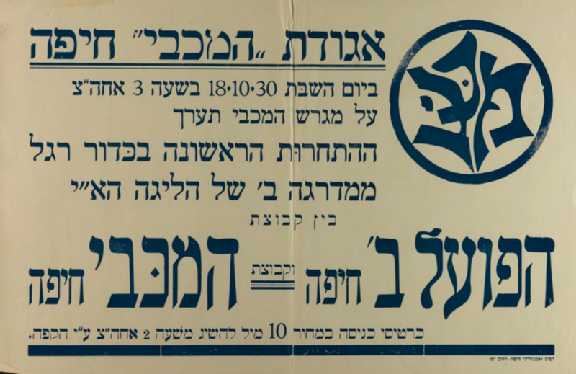 אגודת „המכבי" חיפה
ביום השבת 18.10.30 בשעה 3 אחה"צ
על מגרש המכבי תערך
ההתחרות הראשונה בכדור רגל
ממדרגה ב' של הליגה הא"י
בין קבוצת
הפועל ב' חיפה וקבוצת המכבי חיפה
כרטיסי כניסה במחיר 10 מיל להשיג משעה 2 אחה"צ ע"י הקפה.